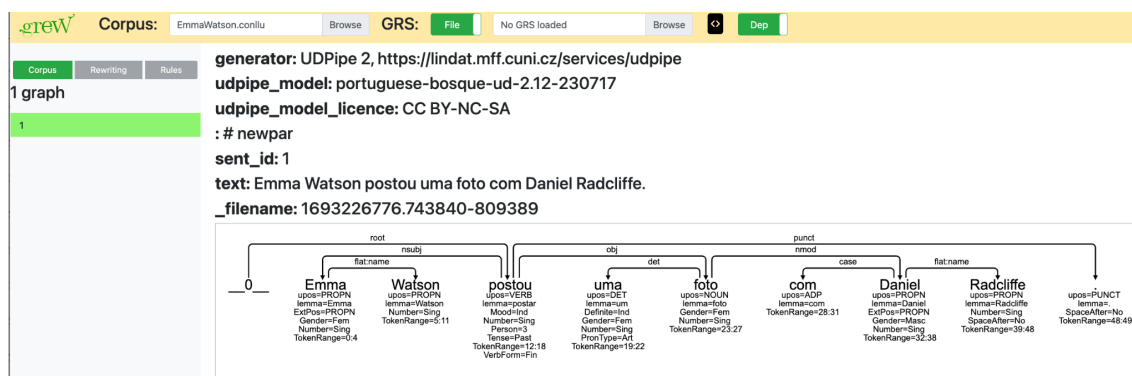 .grew Corpus: EmmaWatson.conllu Browse GRS: File No GRS loaded Browse <> Dep
Corpus Rewriting Rules
1 graph
1
generator: UDPipe 2, https://lindat.mff.cuni.cz/services/udpipe
udpipe_model: portuguese-bosque-ud-2.12-230717
udpipe_model_licence: CC BY-NC-SA
: # newpar
sent_id: 1
text: Emma Watson postou uma foto com Daniel Radcliffe.
_filename: 1693226776.743840-809389
root punct
nsubj obj nmod
flat:name det case flat:name
__0__ Emma Watson postou uma foto com Daniel Radcliffe .
upos=PROPN upos=PROPN upos=VERB upos=DET upos=NOUN upos=ADP upos=PROPN upos=PROPN upos=PUNCT
lemma=Emma lemma=Watson lemma=postar lemma=um lemma=foto lemma=com lemma=Daniel lemma=Radcliffe lemma=.
ExtPos=PROPN Number=Sing Mood=Ind Definite=Ind Gender=Fem TokenRange=28:31 ExtPos=PROPN Number=Sing SpaceAfter=No
Gender=Fem TokenRange=5:11 Number=Sing Gender=Fem Number=Sing Gender=Masc SpaceAfter=No TokenRange=48:49
Number=Sing Person=3 Number=Sing TokenRange=23:27 Number=Sing TokenRange=39:48
TokenRange=0:4 Tense=Past PronType=Art TokenRange=32:38
TokenRange=12:18 TokenRange=19:22
VerbForm=Fin